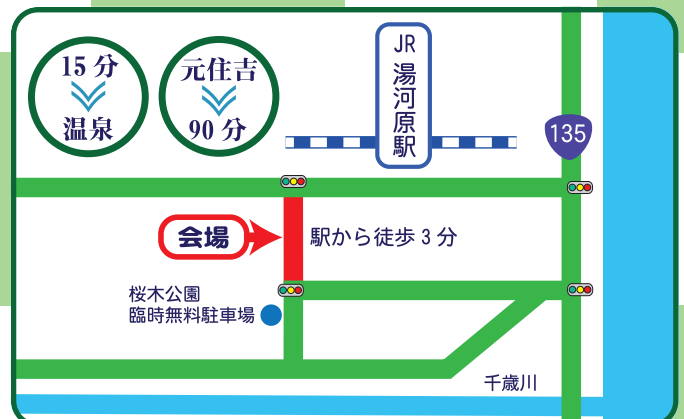 15分
温泉
元住吉
90分
JR
湯河原駅
135
会場
駅から徒歩3分
桜木公園
臨時無料駐車場
千歳川